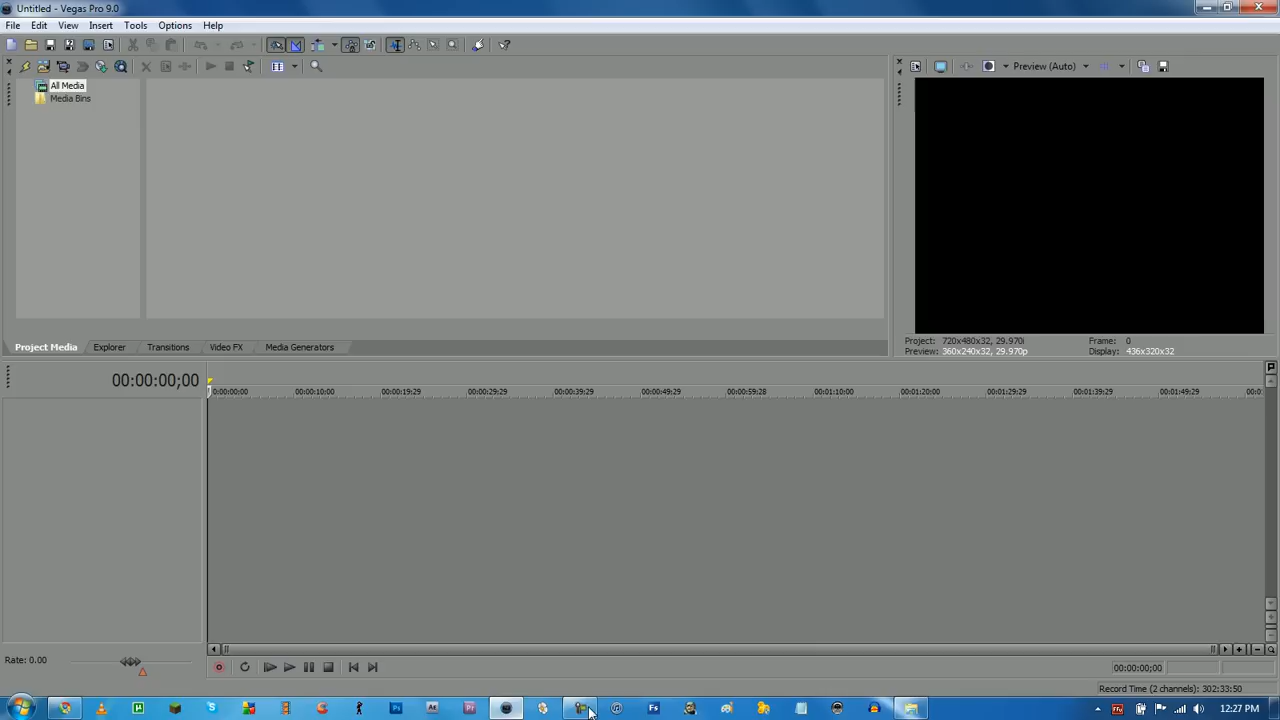 Untitled - Vegas Pro 9.0
File Edit View Insert Tools Options Help
Preview (Auto)
All Media
Media Bins
Project: 720x480x32, 29.970i Frame: 0
Preview: 360x240x32, 29.970p Display: 436x320x32
Project Media Explorer Transitions Video FX Media Generators
00:00:00;00
0:00:00;00 00:00:10;00 00:00:19;29 00:00:29;29 00:00:39;29 00:00:49;29 00:00:59;28 00:01:10;00 00:01:20;00 00:01:29;29 00:01:39;29 00:01:49;29 00:0
Rate: 0.00
00:00:00;00
Record Time (2 channels): 302:33:50
Ps AE Pr Fs 12:27 PM